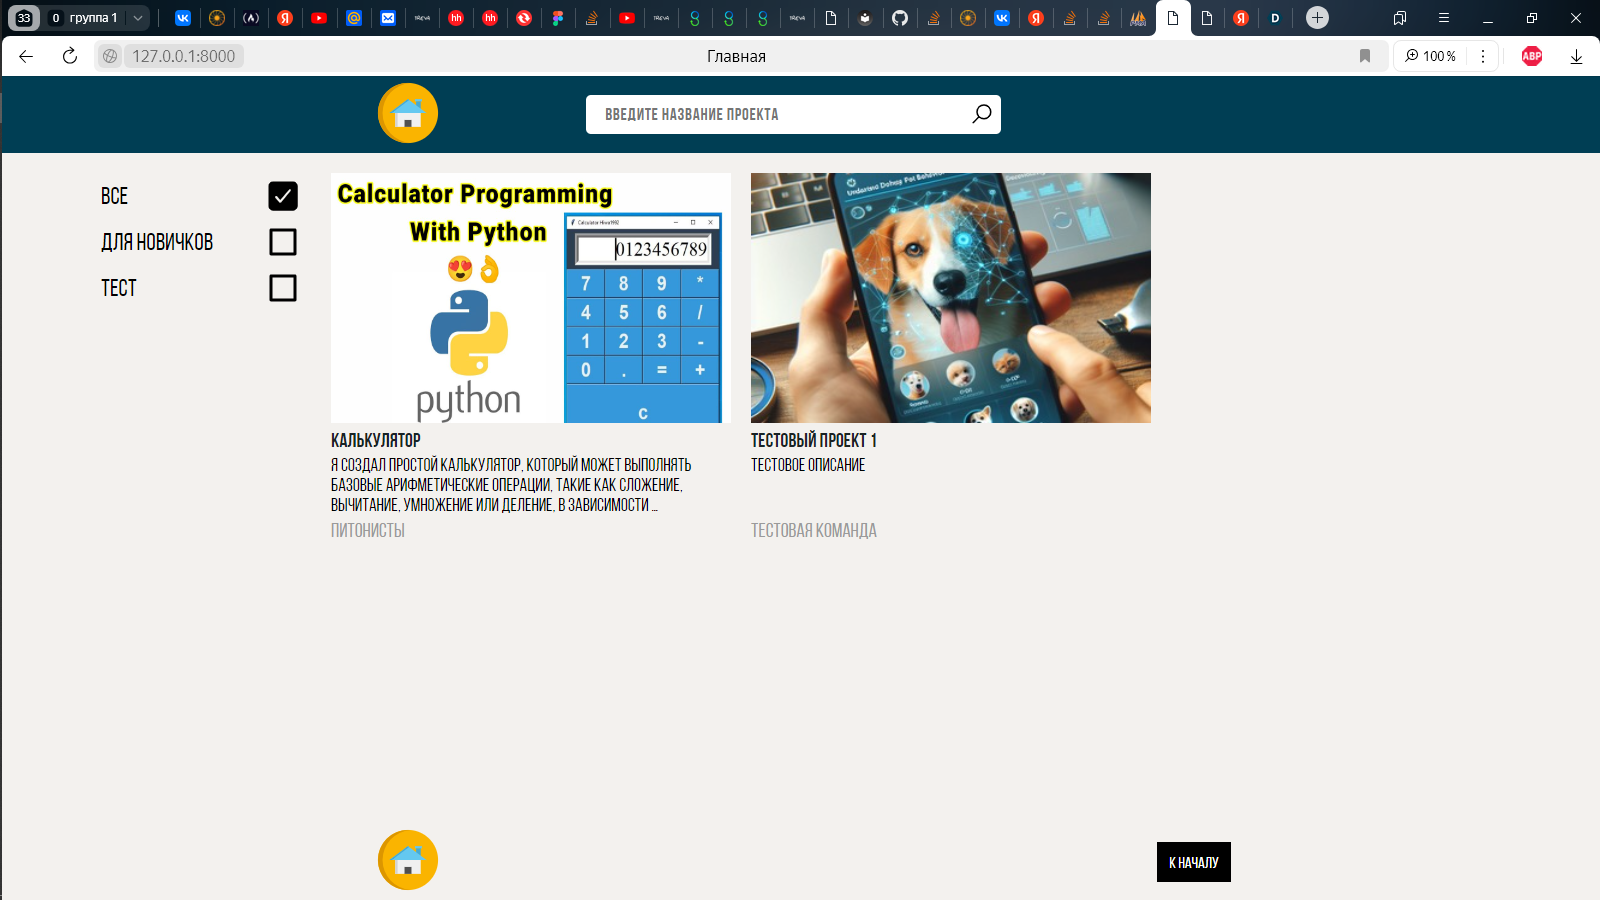 33 0 группа 1
127.0.0.1:8000 Главная 100 % ABP
ВВЕДИТЕ НАЗВАНИЕ ПРОЕКТА
ВСЕ
ДЛЯ НОВИЧКОВ
ТЕСТ
Calculator Programming
With Python
0123456789
7 8 9 *
4 5 6 /
1 2 3 -
0 . = +
C
python
КАЛЬКУЛЯТОР
Я СОЗДАЛ ПРОСТОЙ КАЛЬКУЛЯТОР, КОТОРЫЙ МОЖЕТ ВЫПОЛНЯТЬ
БАЗОВЫЕ АРИФМЕТИЧЕСКИЕ ОПЕРАЦИИ, ТАКИЕ КАК СЛОЖЕНИЕ,
ВЫЧИТАНИЕ, УМНОЖЕНИЕ ИЛИ ДЕЛЕНИЕ, В ЗАВИСИМОСТИ ...
ПИТОНИСТЫ
ТЕСТОВЫЙ ПРОЕКТ 1
ТЕСТОВОЕ ОПИСАНИЕ
ТЕСТОВАЯ КОМАНДА
К НАЧАЛУ